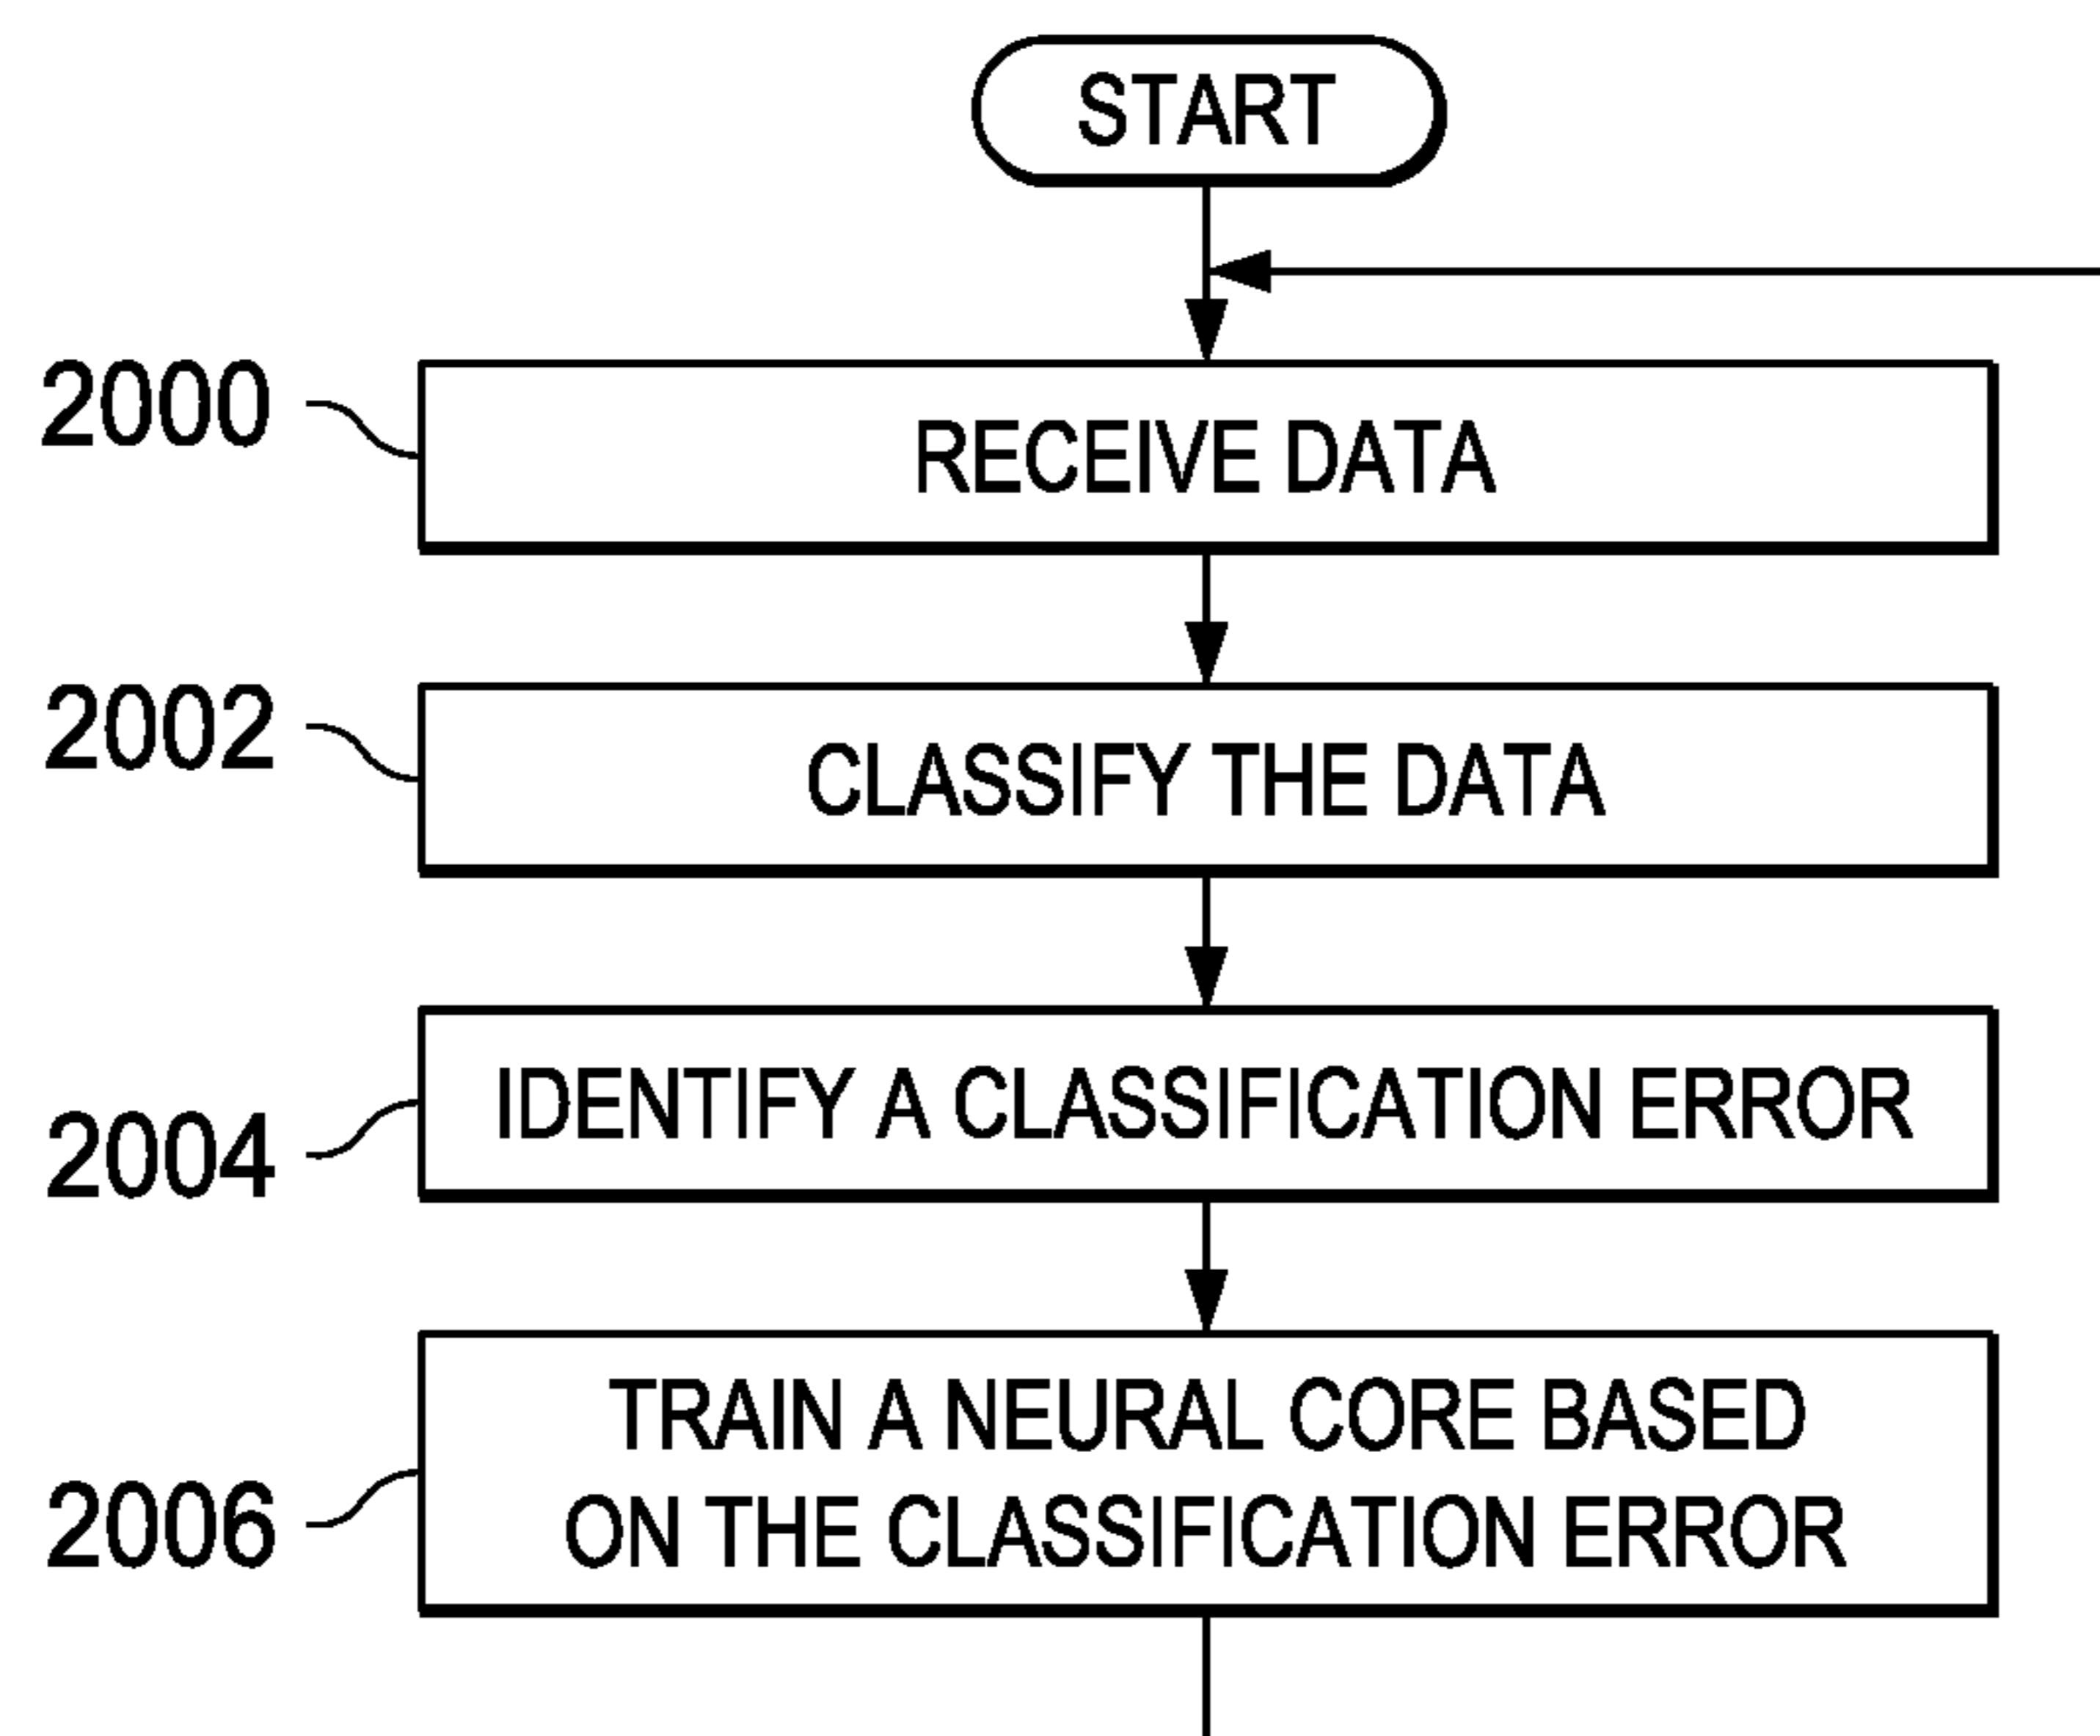 START
2000
RECEIVE DATA
2002
CLASSIFY THE DATA
2004
IDENTIFY A CLASSIFICATION ERROR
2006
TRAIN A NEURAL CORE BASED
ON THE CLASSIFICATION ERROR